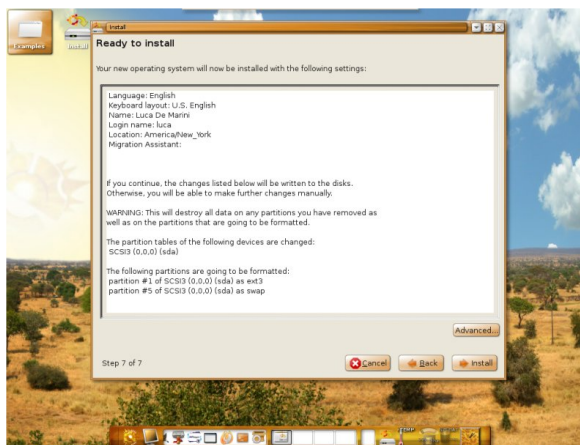 Install
Examples
Install
Ready to install
Your new operating system will now be installed with the following settings:
Language: English
Keyboard layout: U.S. English
Name: Luca De Marini
Login name: luca
Location: America/New_York
Migration Assistant:
If you continue, the changes listed below will be written to the disks.
Otherwise, you will be able to make further changes manually.
WARNING: This will destroy all data on any partitions you have removed as
well as on the partitions that are going to be formatted.
The partition tables of the following devices are changed:
SCSI3 (0,0,0) (sda)
The following partitions are going to be formatted:
partition #1 of SCSI3 (0,0,0) (sda) as ext3
partition #5 of SCSI3 (0,0,0) (sda) as swap
Advanced...
Step 7 of 7
Cancel
Back
Install